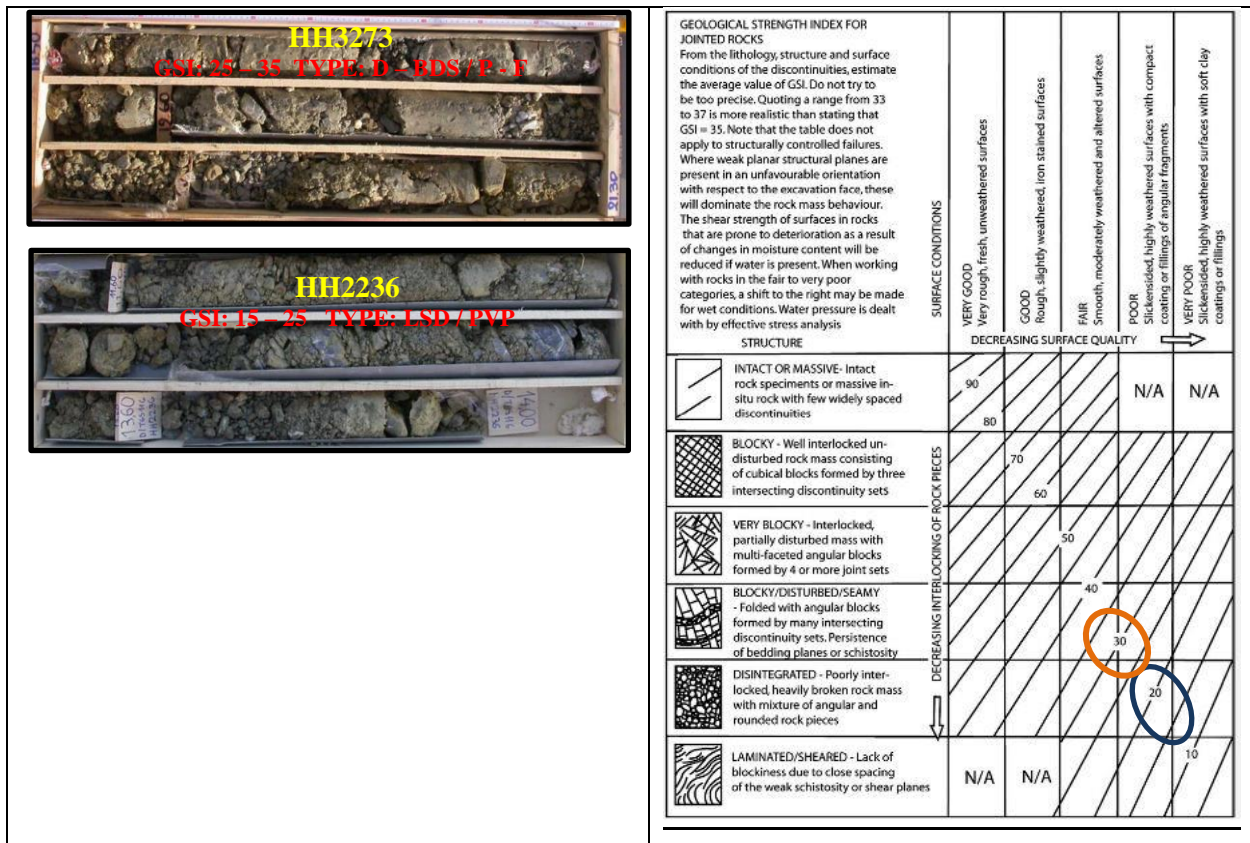 18.50
HH3273
GSI: 25 – 35 TYPE: D – BDS / P - F
19.60
21.30
HH2236
11.60
GSI: 15 – 25 TYPE: LSD / PVP
13.60
HH2236
14.00
GEOLOGICAL STRENGTH INDEX FOR
JOINTED ROCKS
From the lithology, structure and surface
conditions of the discontinuities, estimate
the average value of GSI. Do not try to
be too precise. Quoting a range from 33
to 37 is more realistic than stating that
GSI = 35. Note that the table does not
apply to structurally controlled failures.
Where weak planar structural planes are
present in an unfavourable orientation
with respect to the excavation face, these
will dominate the rock mass behaviour.
The shear strength of surfaces in rocks
that are prone to deterioration as a result
of changes in moisture content will be
reduced if water is present. When working
with rocks in the fair to very poor
categories, a shift to the right may be made
for wet conditions. Water pressure is dealt
with by effective stress analysis
STRUCTURE
SURFACE CONDITIONS
VERY GOOD
Very rough, fresh, unweathered surfaces
GOOD
Rough, slightly weathered, iron stained surfaces
FAIR
Smooth, moderately weathered and altered surfaces
POOR
Slickensided, highly weathered surfaces with compact
coating or fillings of angular fragments
VERY POOR
Slickensided, highly weathered surfaces with soft clay
coatings or fillings
DECREASING SURFACE QUALITY
DECREASING INTERLOCKING OF ROCK PIECES
INTACT OR MASSIVE- Intact
rock speciments or massive in-
situ rock with few widely spaced
discontinuities
90
80
N/A
N/A
BLOCKY - Well interlocked un-
disturbed rock mass consisting
of cubical blocks formed by three
intersecting discontinuity sets
70
60
VERY BLOCKY - Interlocked,
partially disturbed mass with
multi-faceted angular blocks
formed by 4 or more joint sets
50
BLOCKY/DISTURBED/SEAMY
- Folded with angular blocks
formed by many intersecting
discontinuity sets. Persistence
of bedding planes or schistosity
40
30
DISINTEGRATED - Poorly inter-
locked, heavily broken rock mass
with mixture of angular and
rounded rock pieces
20
LAMINATED/SHEARED - Lack of
blockiness due to close spacing
of the weak schistosity or shear planes
N/A
N/A
10